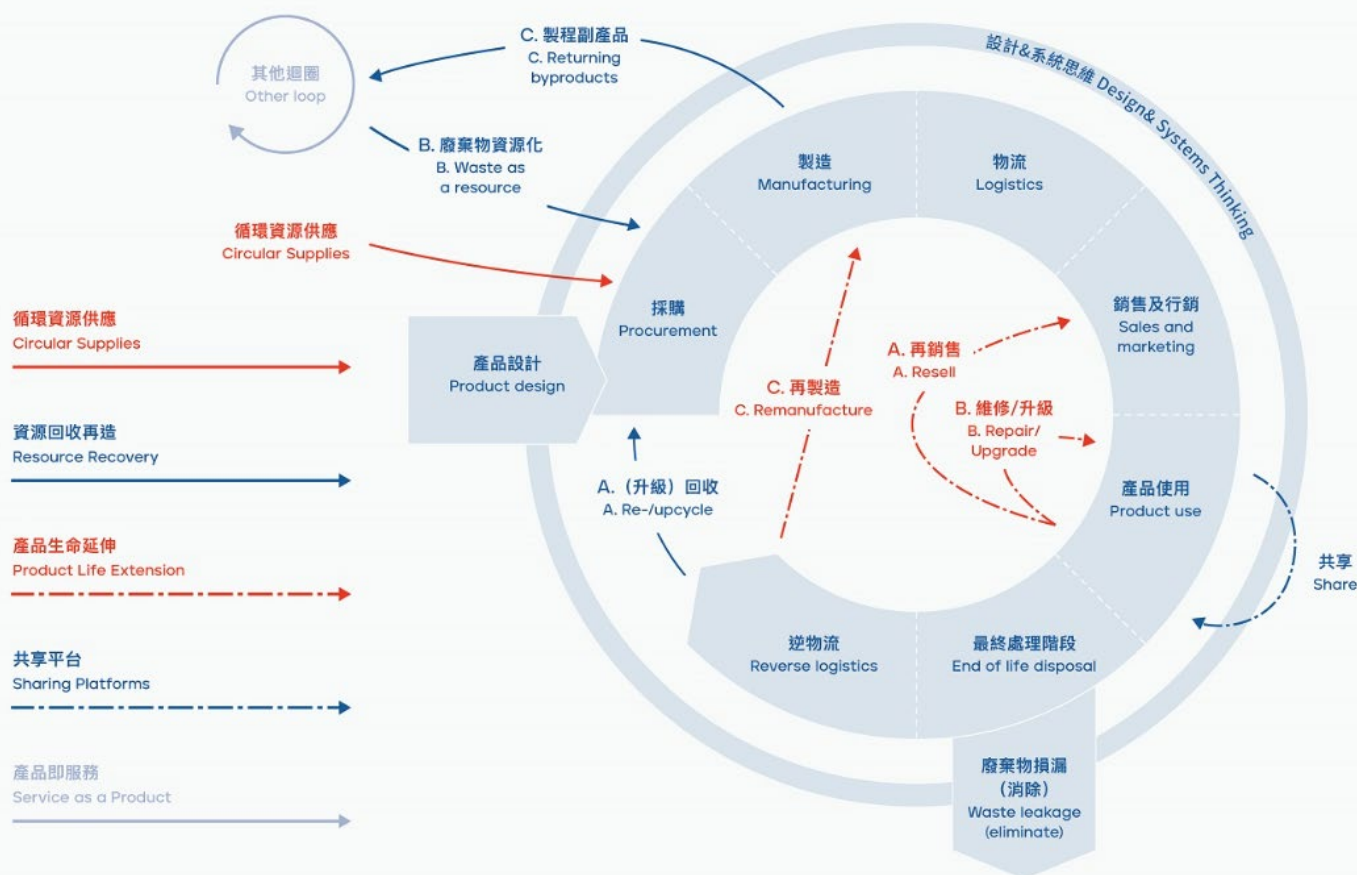 其他迴圈
Other loop
C. 製程副產品
C. Returning
byproducts
設計&系統思維 Design& Systems Thinking
B. 廢棄物資源化
B. Waste as
a resource
製造
Manufacturing
物流
Logistics
循環資源供應
Circular Supplies
採購
Procurement
銷售及行銷
Sales and
marketing
循環資源供應
Circular Supplies
產品設計
Product design
A. 再銷售
A. Resell
C. 再製造
C. Remanufacture
B. 維修/升級
B. Repair/
Upgrade
資源回收再造
Resource Recovery
A.（升級）回收
A. Re-/upcycle
產品使用
Product use
產品生命延伸
Product Life Extension
共享
Share
逆物流
Reverse logistics
最終處理階段
End of life disposal
共享平台
Sharing Platforms
廢棄物損漏
（消除）
Waste leakage
(eliminate)
產品即服務
Service as a Product